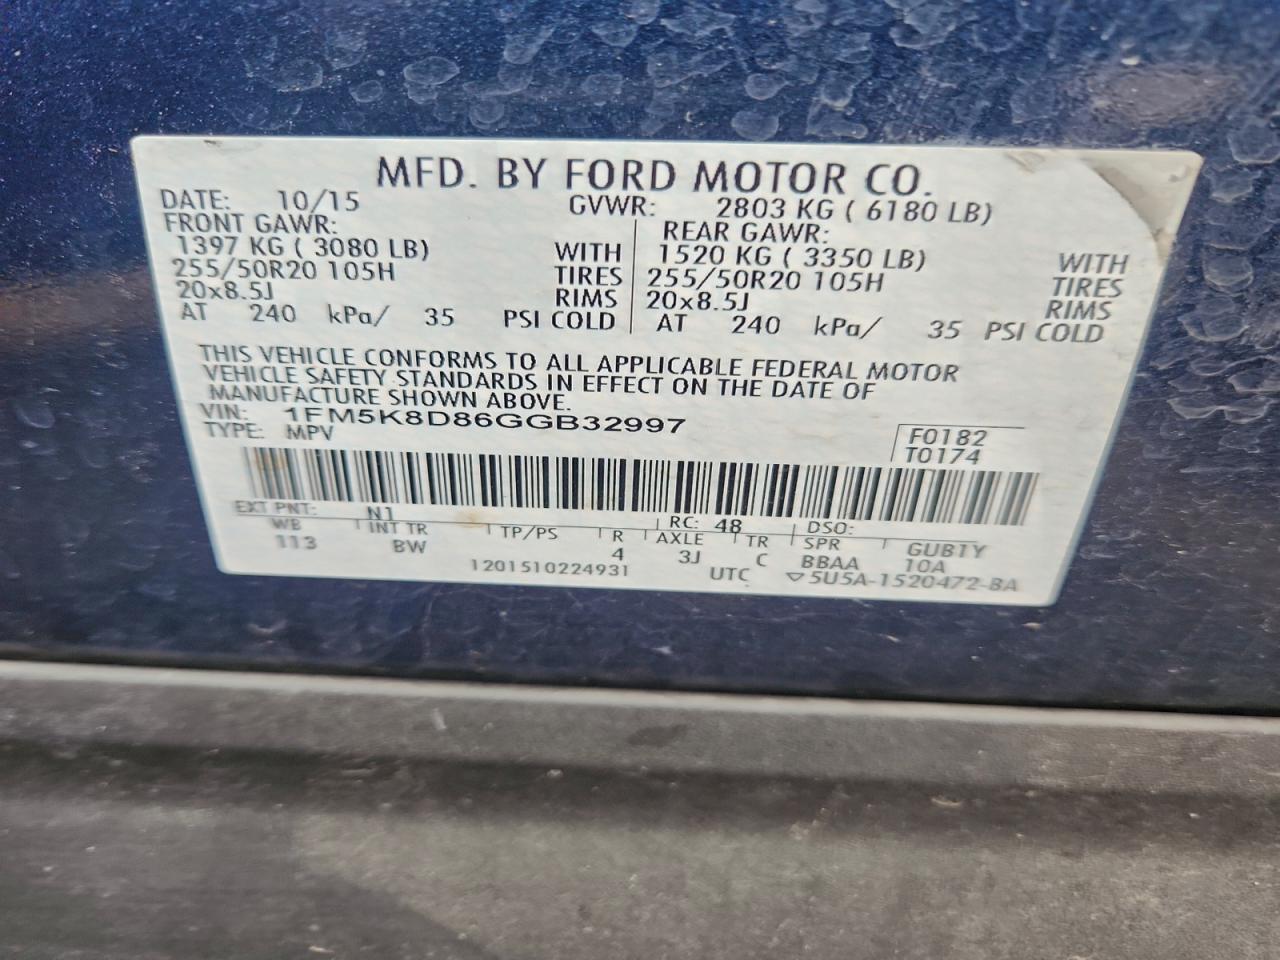 MFD. BY FORD MOTOR CO.
DATE: 10/15 GVWR: 2803 KG ( 6180 LB)
FRONT GAWR: REAR GAWR:
1397 KG ( 3080 LB) WITH 1520 KG ( 3350 LB) WITH
255/50R20 105H TIRES 255/50R20 105H TIRES
20x8.5J RIMS 20x8.5J RIMS
AT 240 kPa/ 35 PSI COLD AT 240 kPa/ 35 PSI COLD
THIS VEHICLE CONFORMS TO ALL APPLICABLE FEDERAL MOTOR
VEHICLE SAFETY STANDARDS IN EFFECT ON THE DATE OF
MANUFACTURE SHOWN ABOVE.
VIN: 1FM5K8D86GGB32997
TYPE: MPV
F0182
T0174
EXT PNT: N1 RC: 48 DSO:
WB INT TR TP/PS R AXLE TR SPR GUB1Y
113 BW 4 3J C BBAA 10A
1201510224931 UTC ▽5U5A-1520472-BA